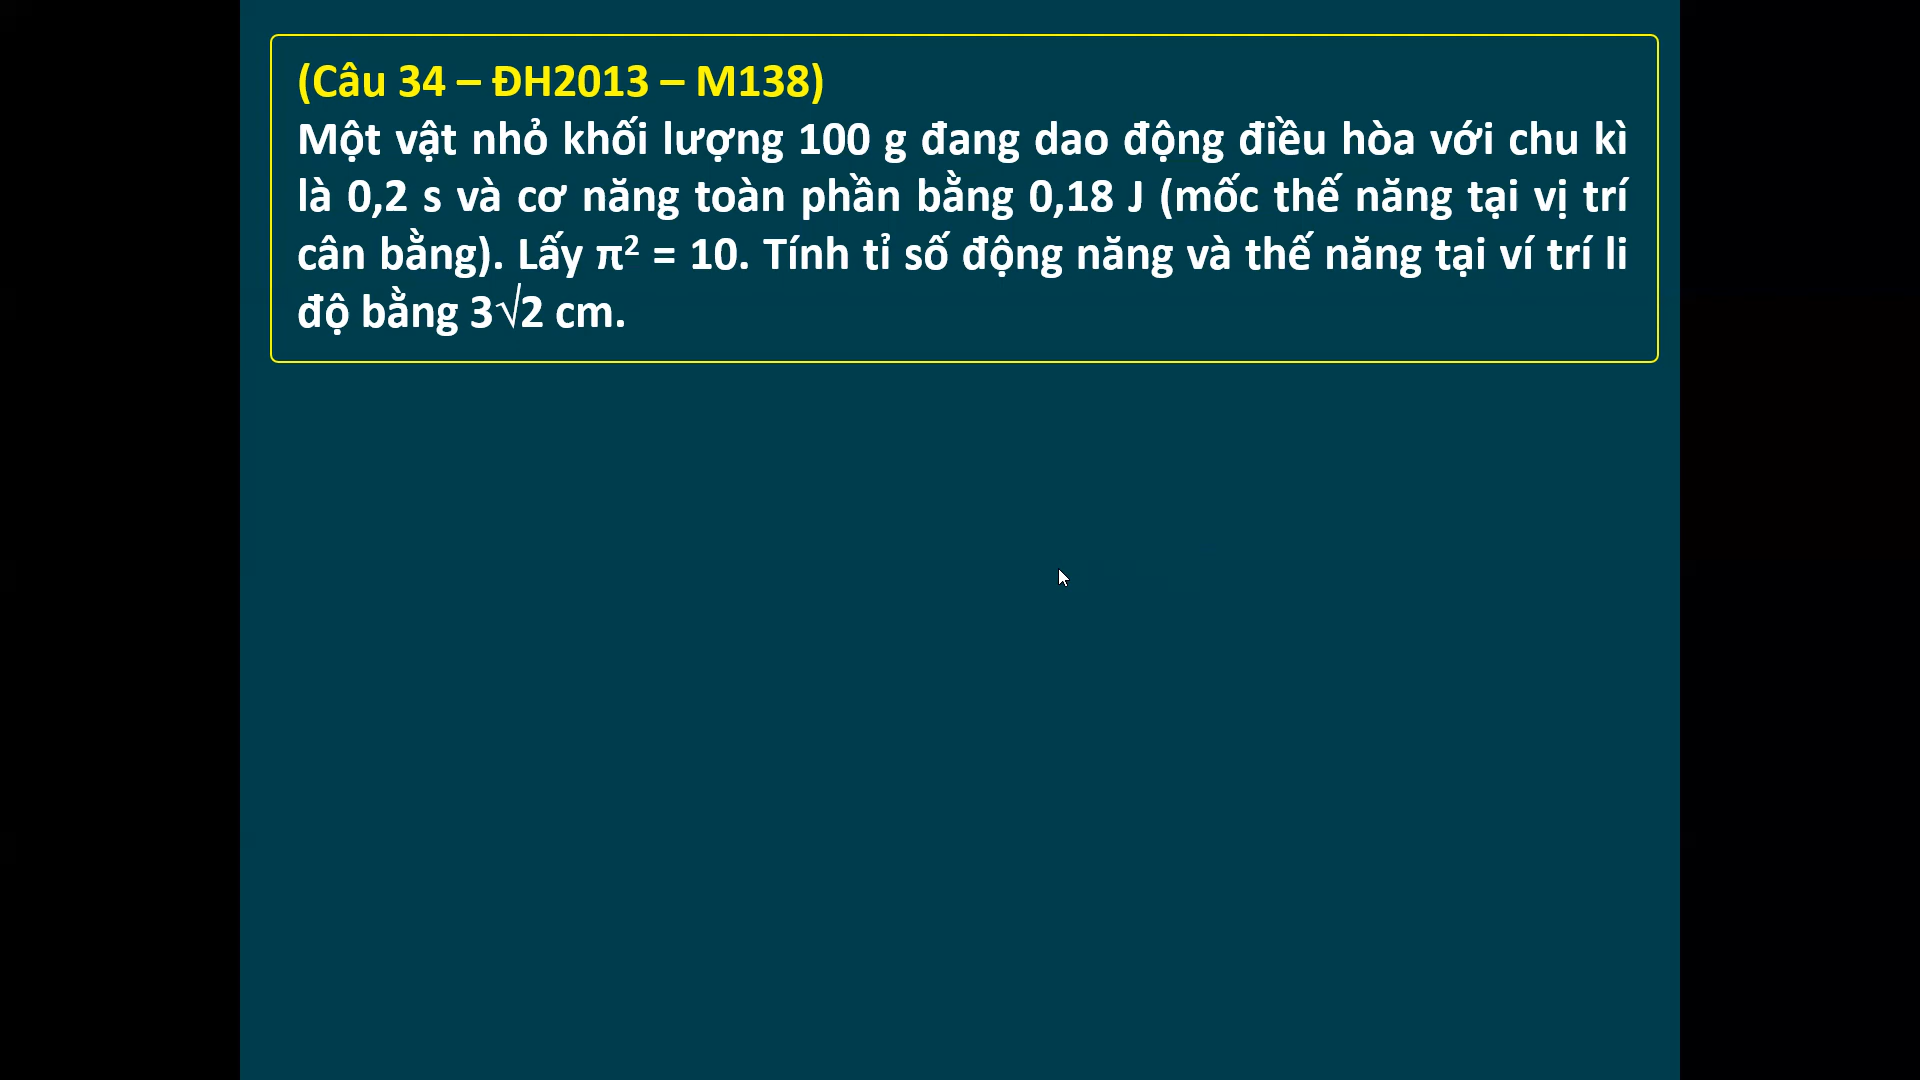 (Câu 34 – ĐH2013 – M138)
Một vật nhỏ khối lượng 100 g đang dao động điều hòa với chu kì
là 0,2 s và cơ năng toàn phần bằng 0,18 J (mốc thế năng tại vị trí
cân bằng). Lấy π² = 10. Tính tỉ số động năng và thế năng tại ví trí li
độ bằng 3√2 cm.